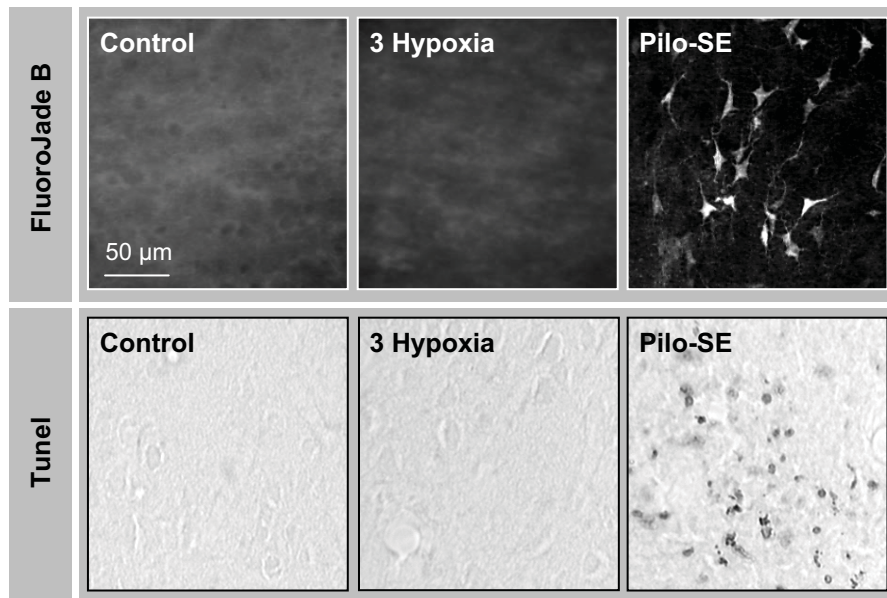 FluoroJade B
Control
3 Hypoxia
Pilo-SE
50 µm
Tunel
Control
3 Hypoxia
Pilo-SE